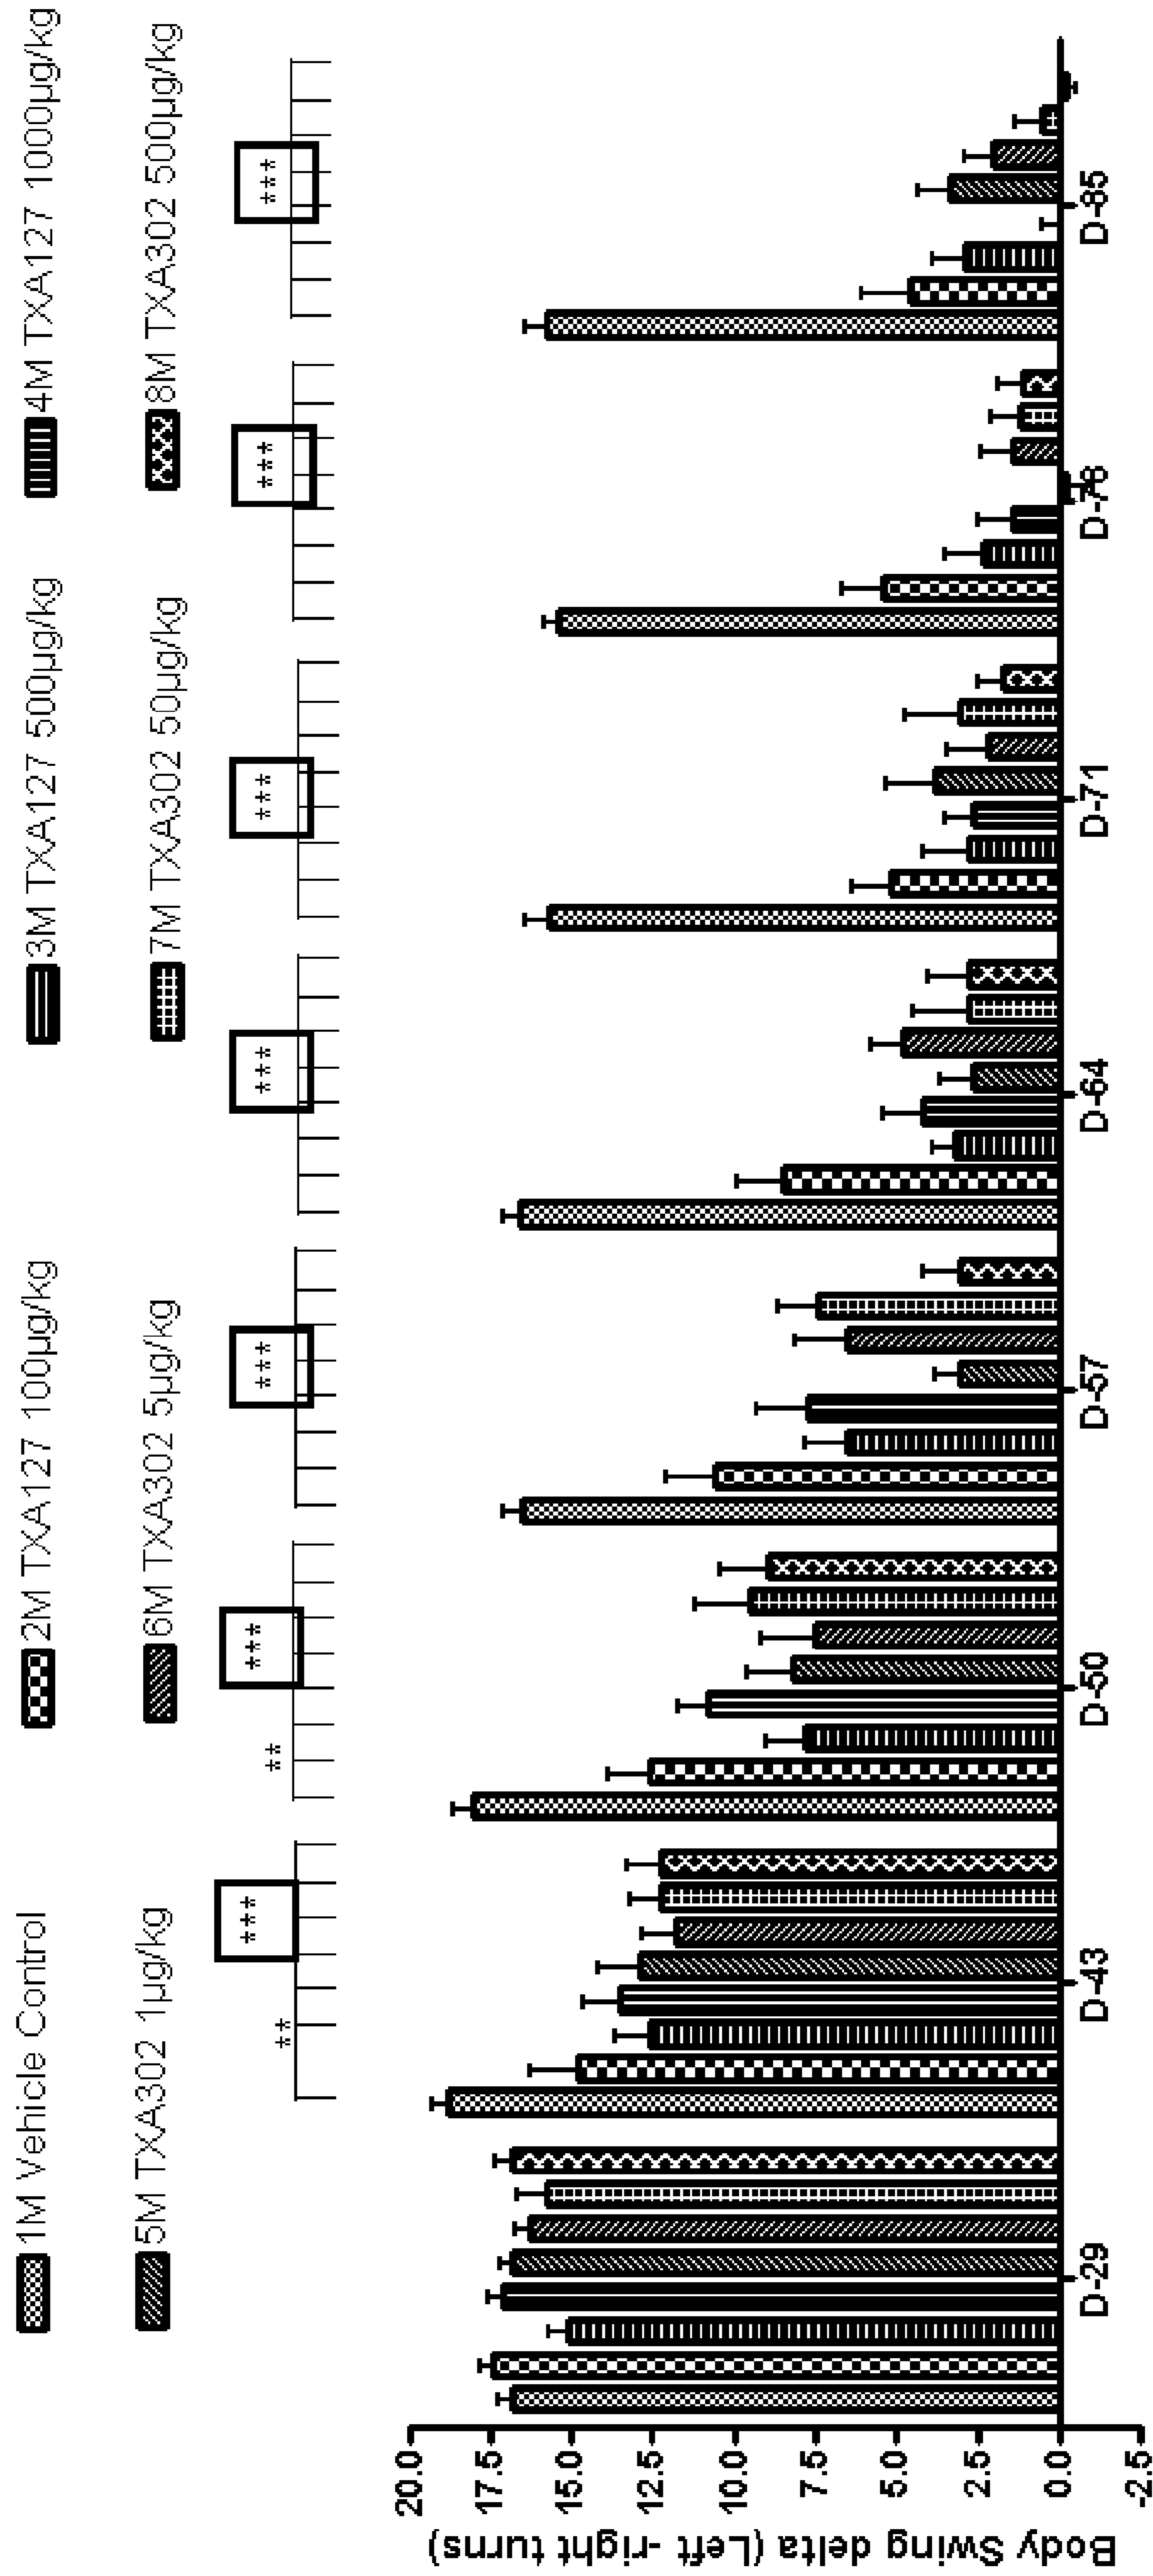 1M Vehicle Control
2M TXA127 100µg/kg
3M TXA127 500µg/kg
4M TXA127 1000µg/kg
5M TXA302 1µg/kg
6M TXA302 5µg/kg
7M TXA302 50µg/kg
8M TXA302 500µg/kg
**
***
**
***
***
***
***
***
***
Body Swing delta (Left -right turns)
20.0
17.5
15.0
12.5
10.0
7.5
5.0
2.5
0.0
-2.5
D-29
D-43
D-50
D-57
D-64
D-71
D-78
D-85